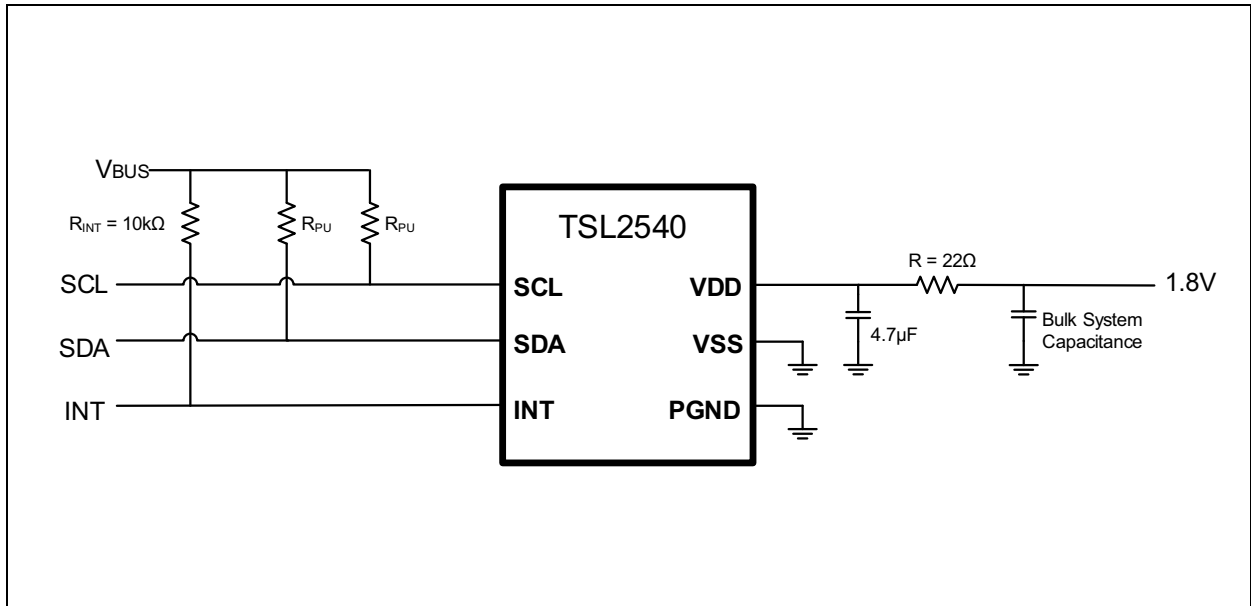 VBUS
RINT = 10kΩ
RPU
RPU
SCL
SDA
INT
TSL2540
SCL
SDA
INT
VDD
VSS
PGND
R = 22Ω
4.7µF
Bulk System
Capacitance
1.8V